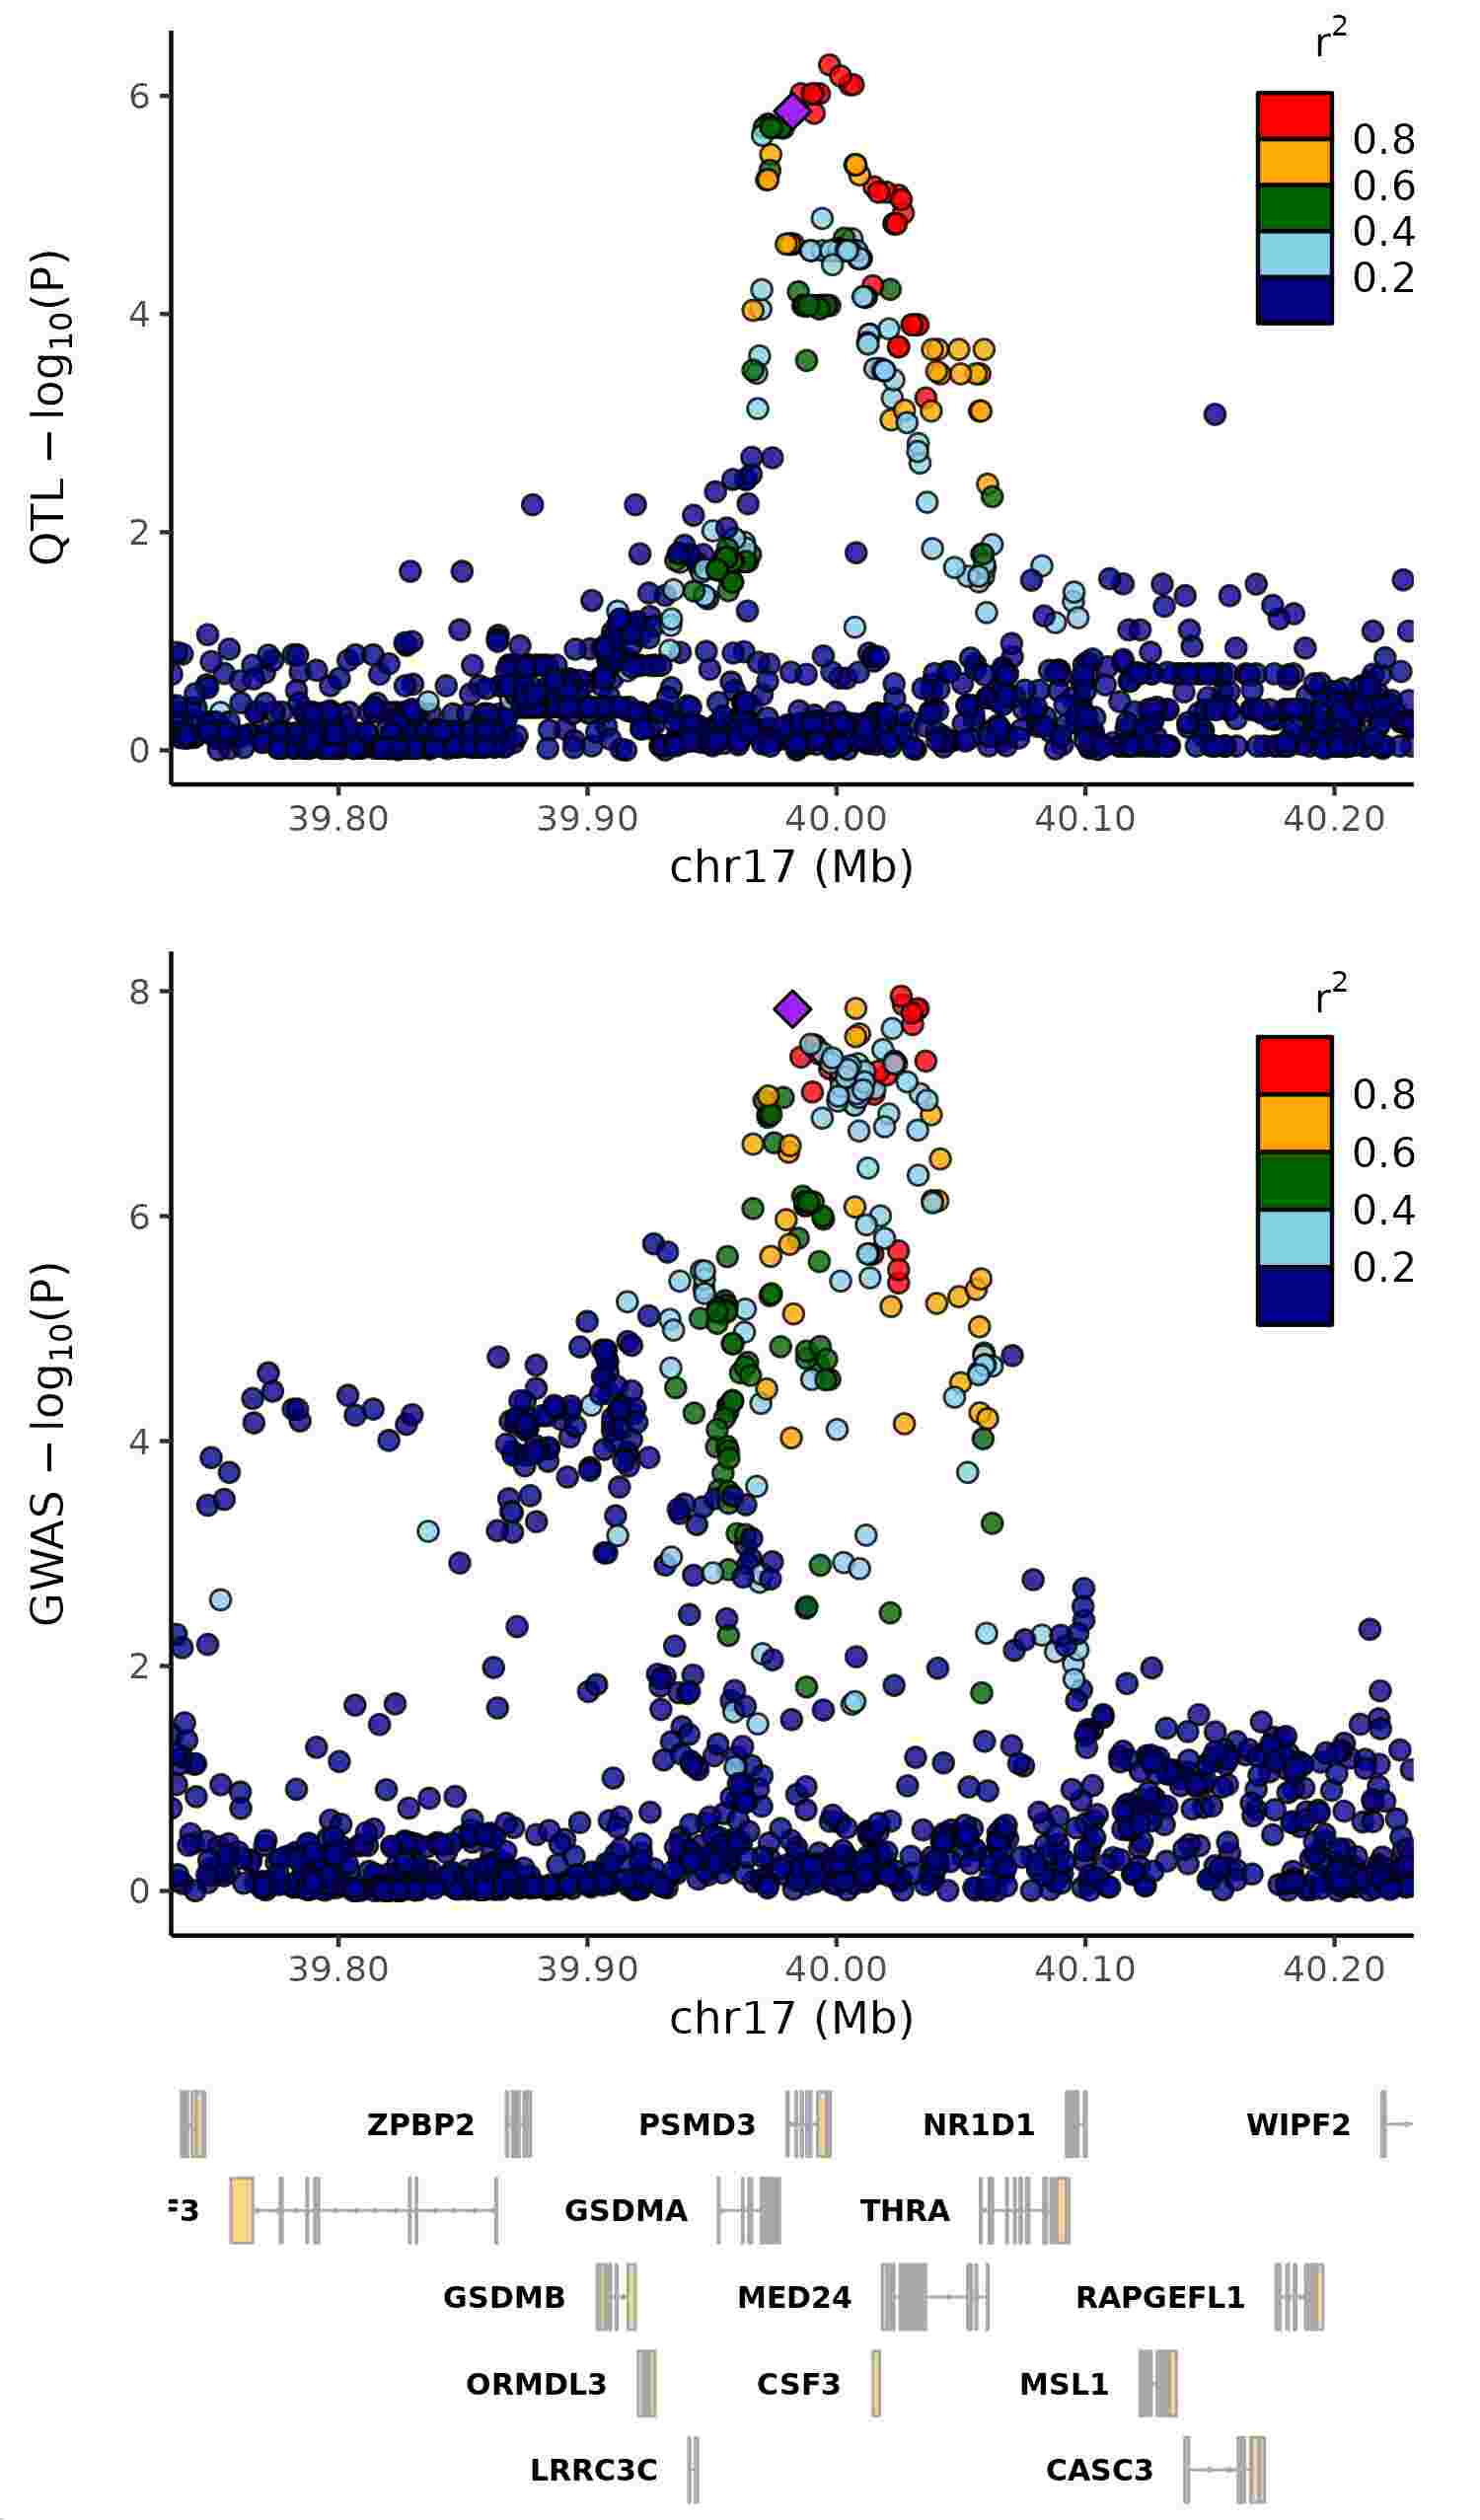 r2
0.8
0.6
0.4
0.2
6
4
2
0
QTL −log10(P)
39.80 39.90 40.00 40.10 40.20
chr17 (Mb)
r2
0.8
0.6
0.4
0.2
8
6
4
2
0
GWAS −log10(P)
39.80 39.90 40.00 40.10 40.20
chr17 (Mb)
ZPBP2 PSMD3 NR1D1 WIPF2
F3 GSDMA THRA
GSDMB MED24 RAPGEFL1
ORMDL3 CSF3 MSL1
LRRC3C CASC3